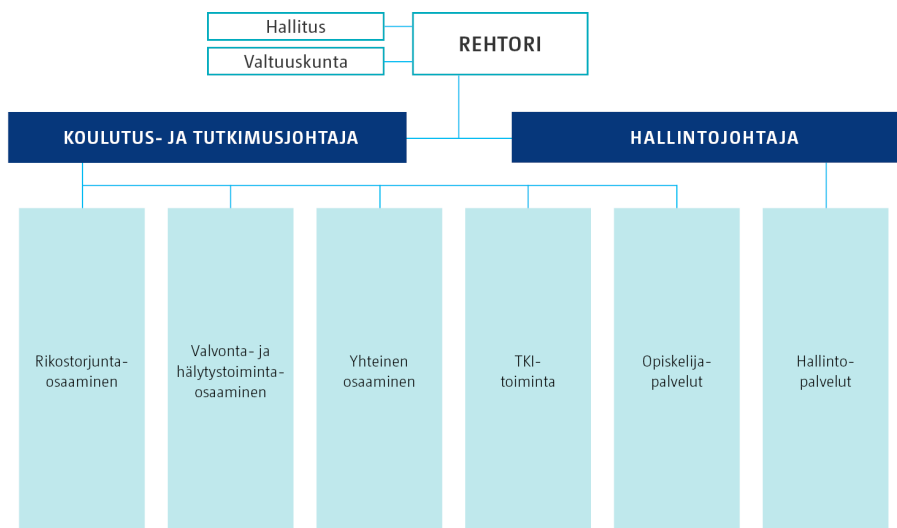 Hallitus
Valtuuskunta
REHTORI
KOULUTUS- JA TUTKIMUSJOHTAJA
HALLINTOJOHTAJA
Rikostorjunta-
osaaminen
Valvonta- ja
hälytystoiminta-
osaaminen
Yhteinen
osaaminen
TKI-
toiminta
Opiskelija-
palvelut
Hallinto-
palvelut